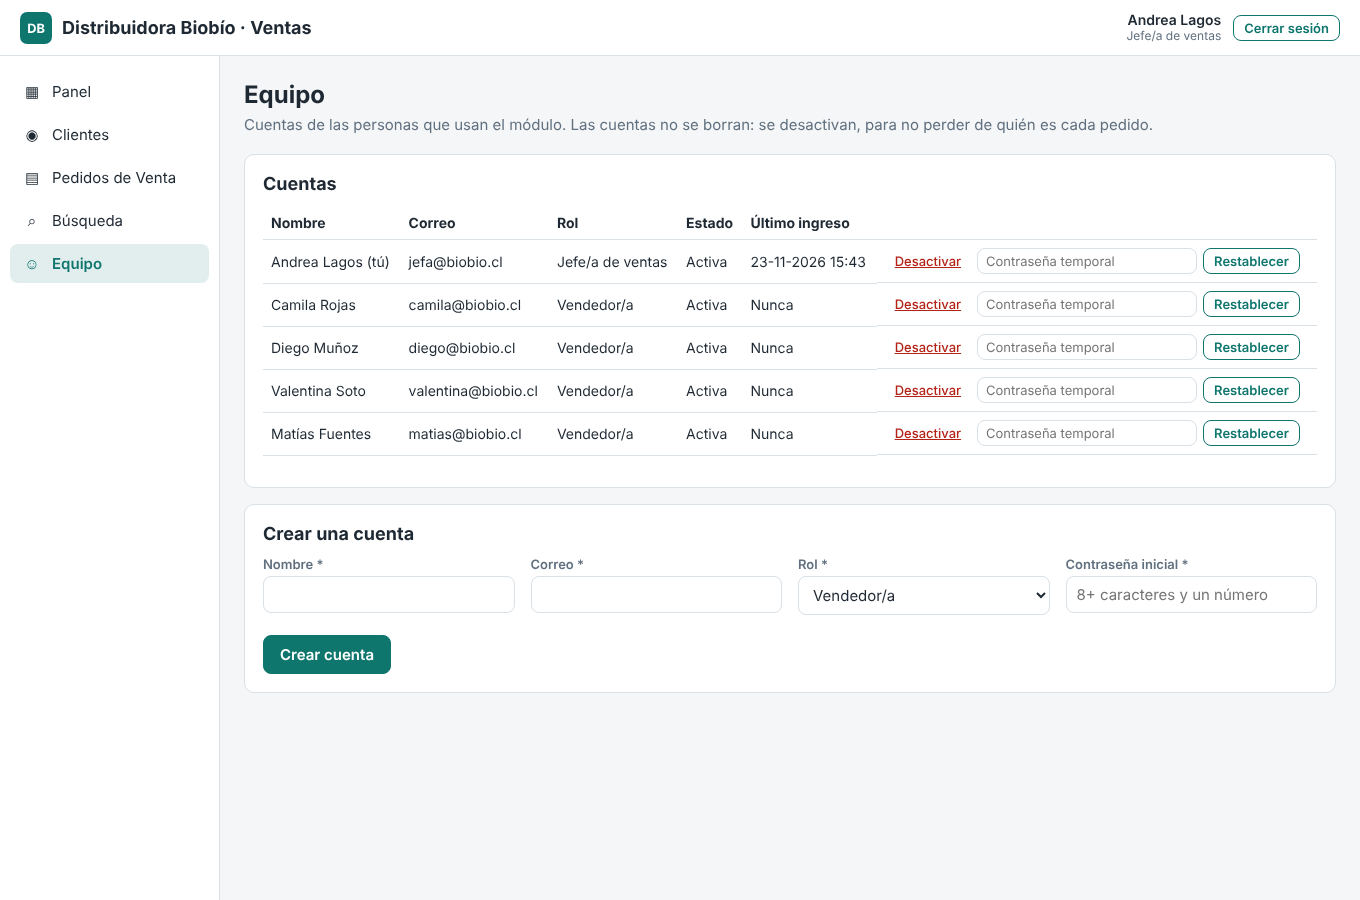 DB Distribuidora Biobío · Ventas
Andrea Lagos
Jefe/a de ventas
Cerrar sesión
Panel
Clientes
Pedidos de Venta
Búsqueda
Equipo
Equipo
Cuentas de las personas que usan el módulo. Las cuentas no se borran: se desactivan, para no perder de quién es cada pedido.
Cuentas
Nombre Correo Rol Estado Último ingreso
Andrea Lagos (tú) jefa@biobio.cl Jefe/a de ventas Activa 23-11-2026 15:43 Desactivar Contraseña temporal Restablecer
Camila Rojas camila@biobio.cl Vendedor/a Activa Nunca Desactivar Contraseña temporal Restablecer
Diego Muñoz diego@biobio.cl Vendedor/a Activa Nunca Desactivar Contraseña temporal Restablecer
Valentina Soto valentina@biobio.cl Vendedor/a Activa Nunca Desactivar Contraseña temporal Restablecer
Matías Fuentes matias@biobio.cl Vendedor/a Activa Nunca Desactivar Contraseña temporal Restablecer
Crear una cuenta
Nombre * Correo * Rol * Contraseña inicial *
Vendedor/a 8+ caracteres y un número
Crear cuenta